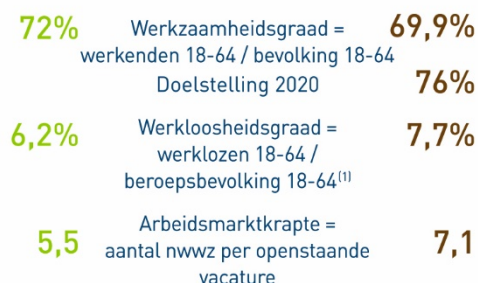 72% Werkzaamheidsgraad = 69,9%
werkenden 18-64 / bevolking 18-64
Doelstelling 2020 76%
6,2% Werkloosheidsgraad = 7,7%
werklozen 18-64 /
beroepsbevolking 18-64(1)
Arbeidsmarktkrapte =
5,5 aantal nwwz per openstaande 7,1
vacature